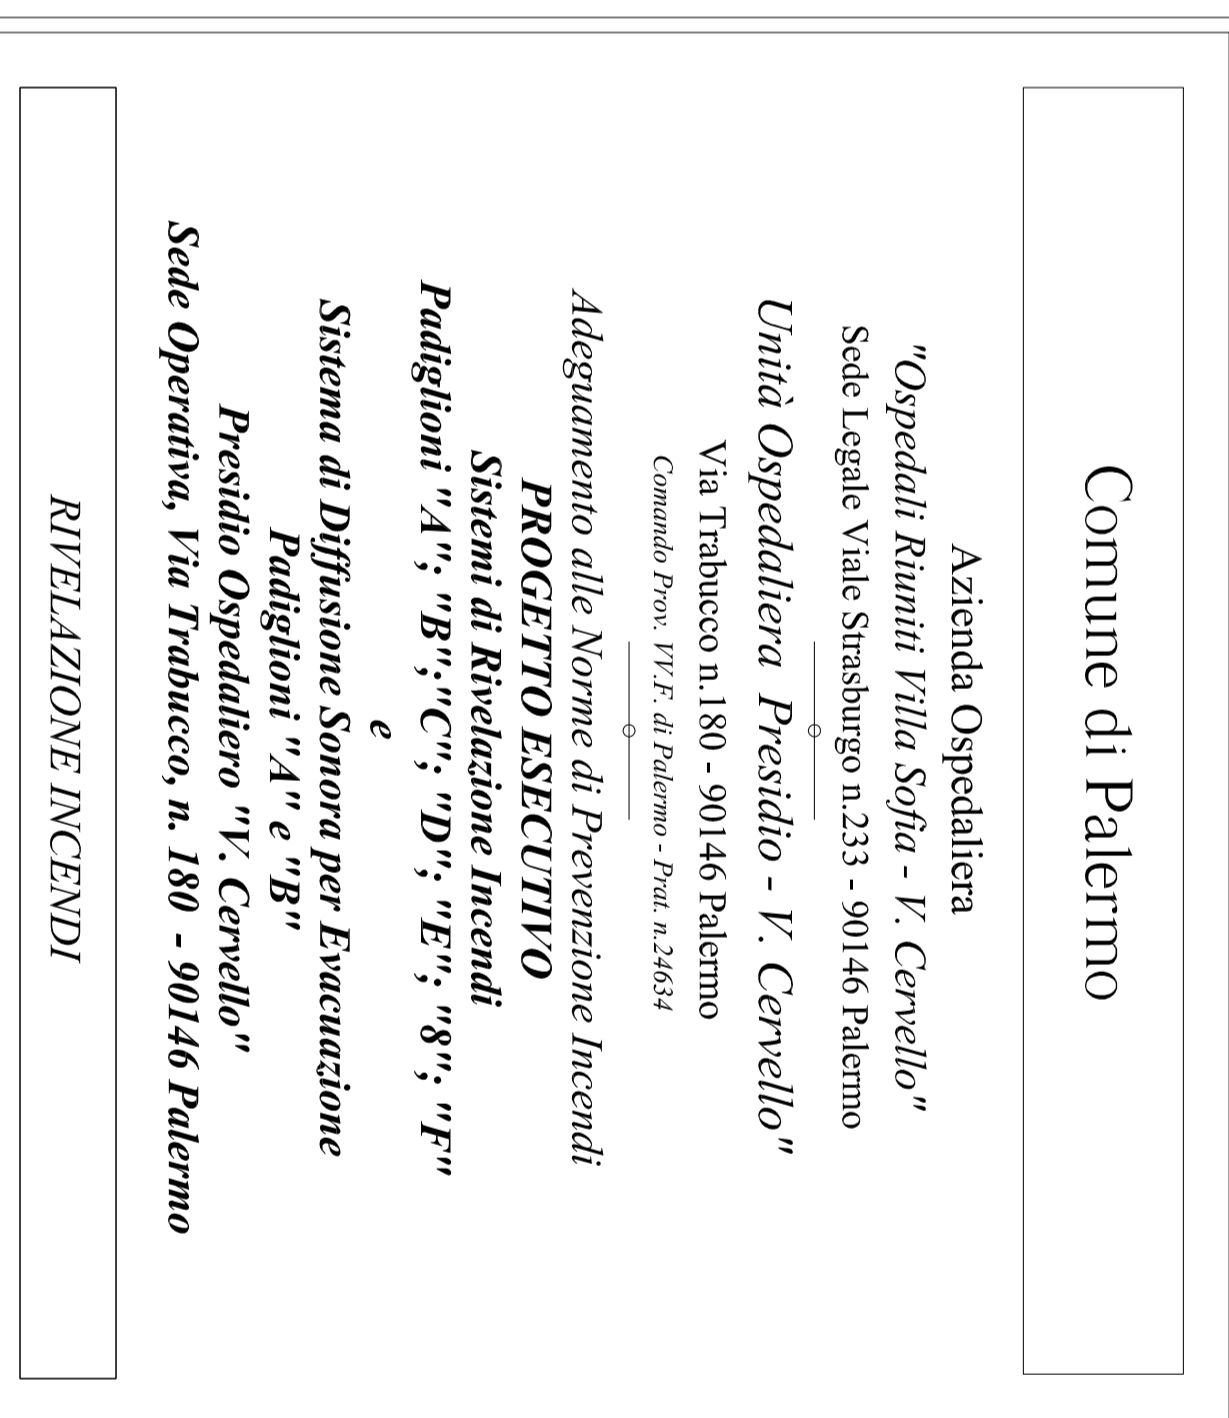 Comune di Palermo
Azienda Ospedaliera
"Ospedali Riuniti Villa Sofia - V. Cervello"
Sede Legale Viale Strasburgo n.233 - 90146 Palermo
Unità Ospedaliera Presidio - V. Cervello"
Via Trabucco n.180 - 90146 Palermo
Comando Prov. VV.F. di Palermo - Prat. n.24634
Adeguamento alle Norme di Prevenzione Incendi
PROGETTO ESECUTIVO
Sistemi di Rivelazione Incendi
Padiglioni "A"; "B";"C"; "D"; "E"; "8"; "F"
e
Sistema di Diffusione Sonora per Evacuazione
Padiglioni "A" e "B"
Presidio Ospedaliero "V. Cervello"
Sede Operativa, Via Trabucco, n. 180 - 90146 Palermo
RIVELAZIONE INCENDI